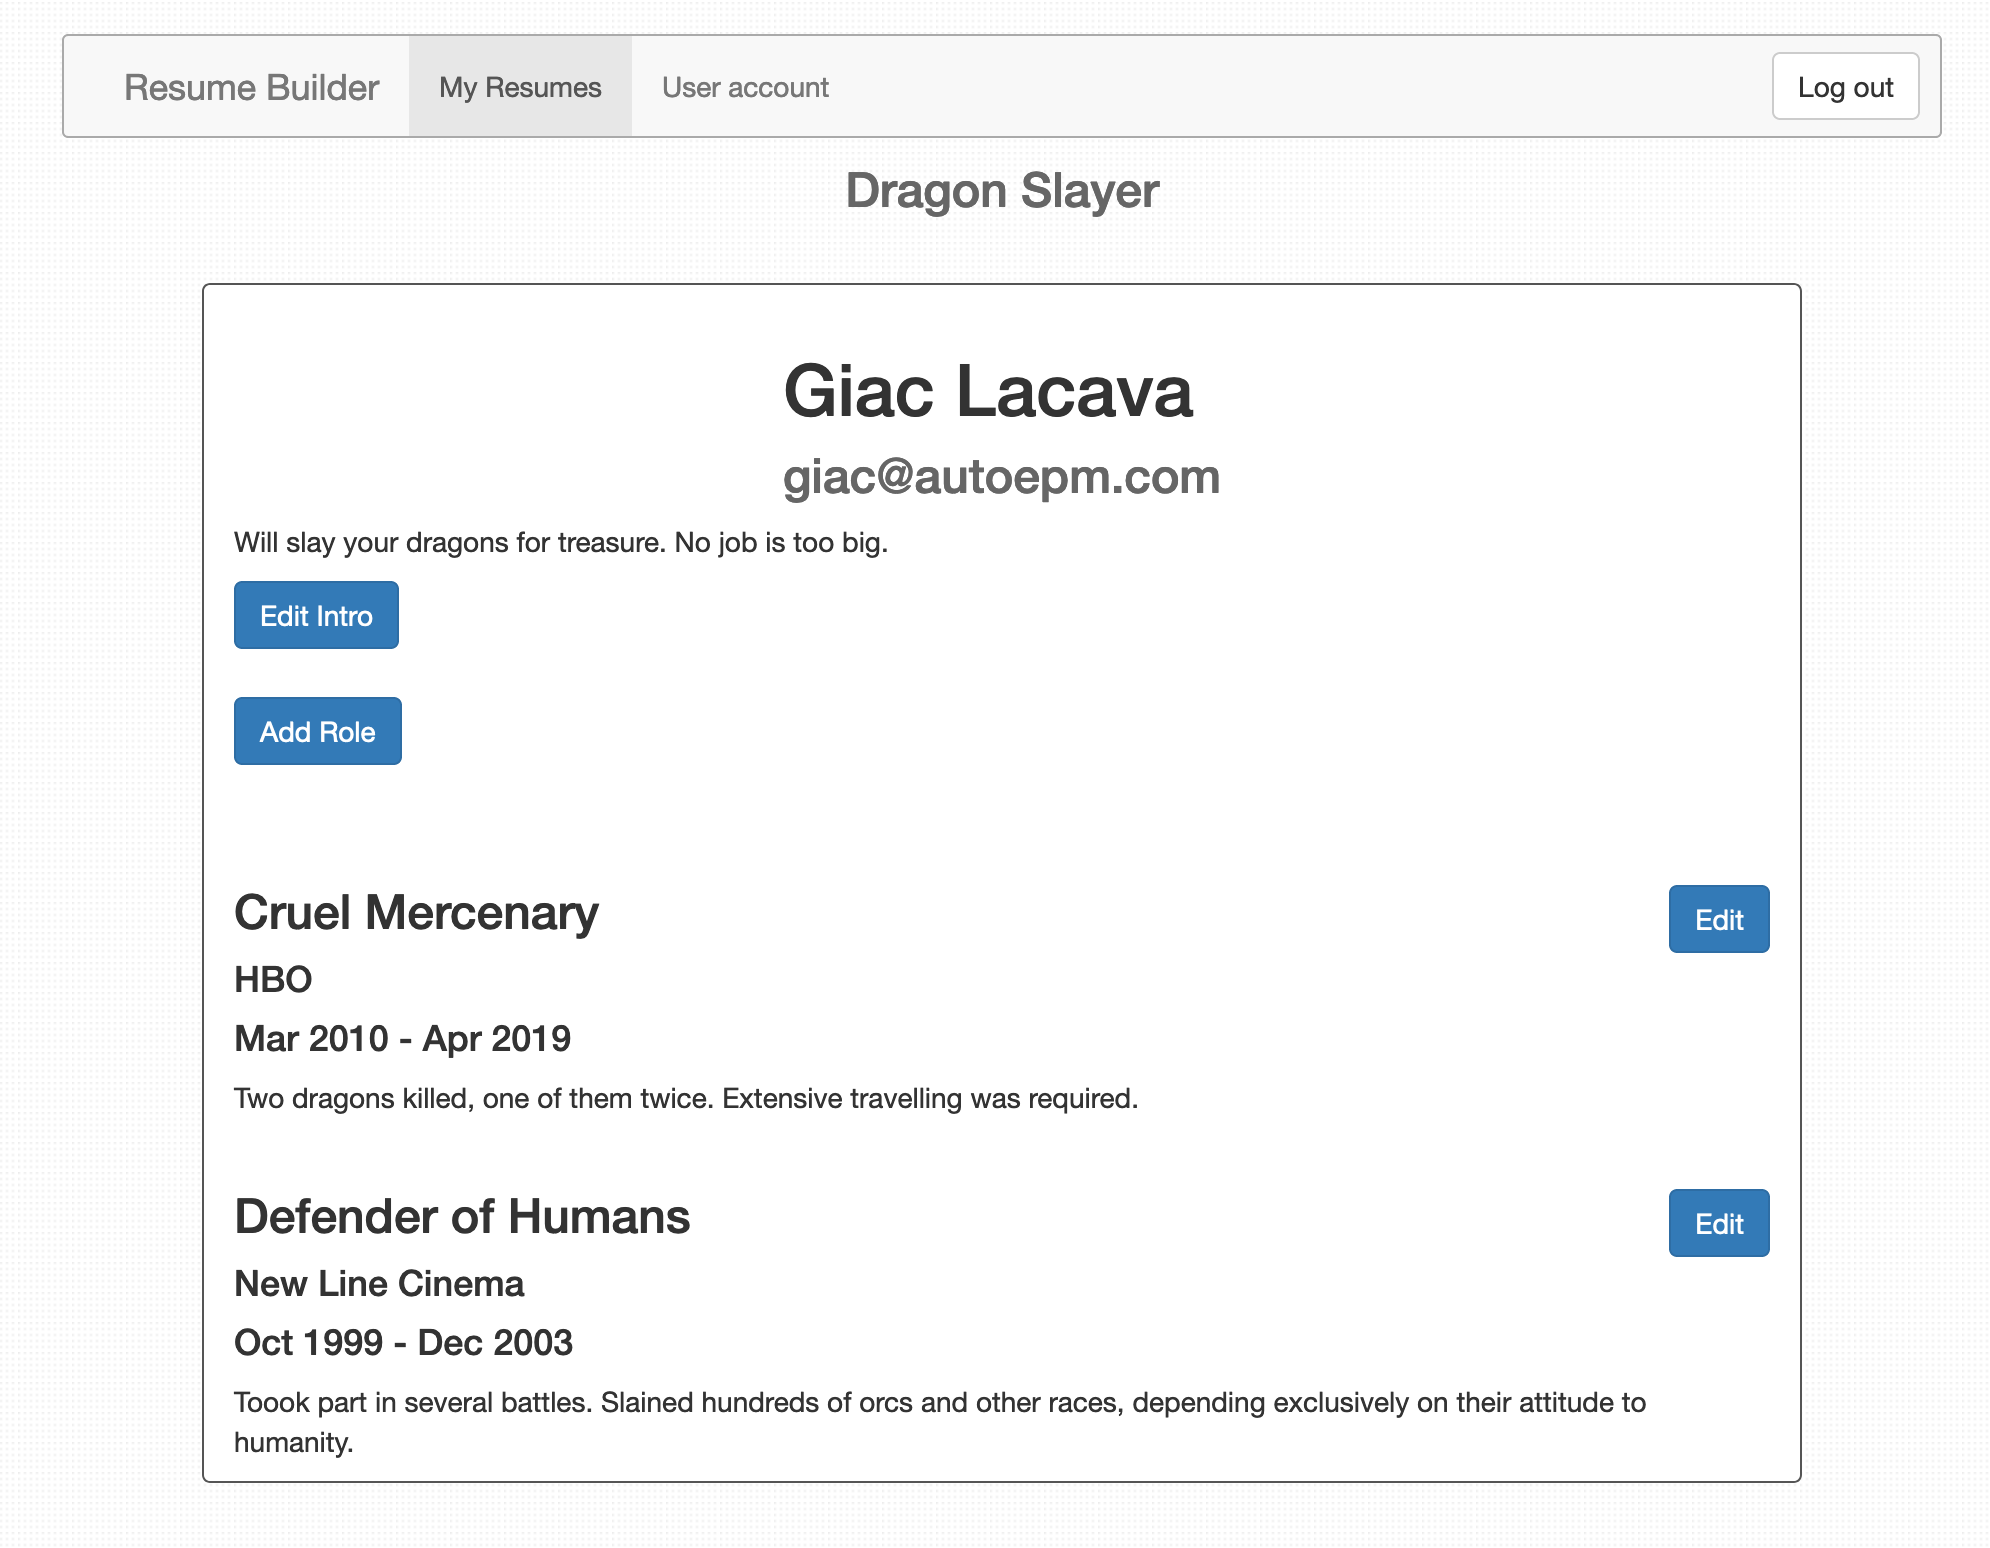 Resume Builder My Resumes User account Log out
Dragon Slayer
Giac Lacava
giac@autoepm.com
Will slay your dragons for treasure. No job is too big.
Edit Intro
Add Role
Cruel Mercenary Edit
HBO
Mar 2010 - Apr 2019
Two dragons killed, one of them twice. Extensive travelling was required.
Defender of Humans Edit
New Line Cinema
Oct 1999 - Dec 2003
Toook part in several battles. Slained hundreds of orcs and other races, depending exclusively on their attitude to
humanity.